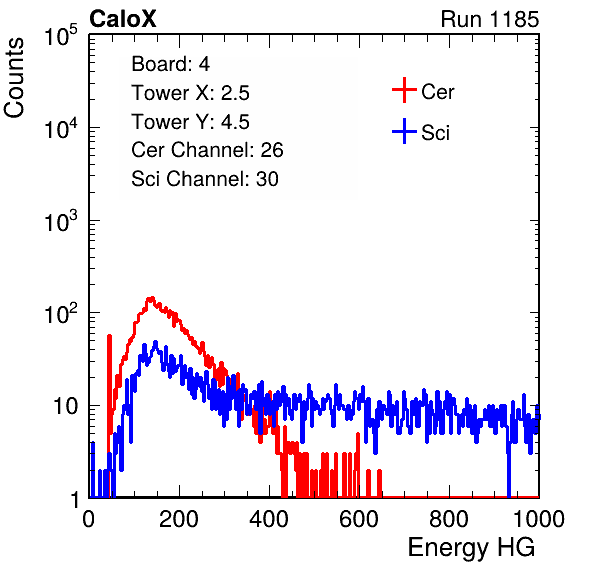 CaloX Run 1185
Counts
10^5
10^4
10^3
10^2
10
1
Board: 4
Tower X: 2.5
Tower Y: 4.5
Cer Channel: 26
Sci Channel: 30
Cer
Sci
0 200 400 600 800 1000
Energy HG